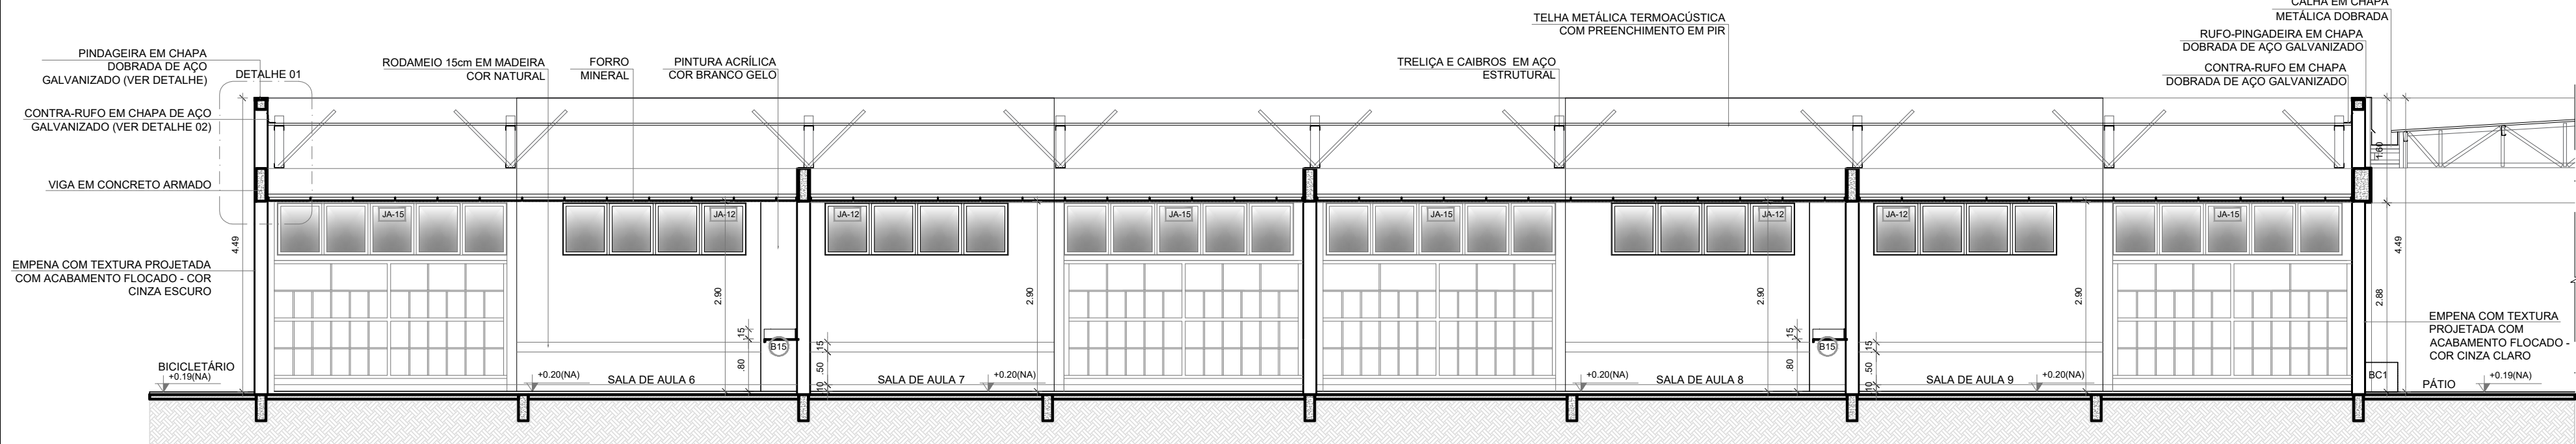 PINDAGEIRA EM CHAPA
DOBRADA DE AÇO
GALVANIZADO (VER DETALHE)
DETALHE 01
CONTRA-RUFO EM CHAPA DE AÇO
GALVANIZADO (VER DETALHE 02)
VIGA EM CONCRETO ARMADO
EMPENA COM TEXTURA PROJETADA
COM ACABAMENTO FLOCADO - COR
CINZA ESCURO
4.49
BICICLETÁRIO
+0.19(NA)
RODAMEIO 15cm EM MADEIRA
COR NATURAL
FORRO
MINERAL
PINTURA ACRÍLICA
COR BRANCO GELO
TRELIÇA E CAIBROS EM AÇO
ESTRUTURAL
TELHA METÁLICA TERMOACÚSTICA
COM PREENCHIMENTO EM PIR
CALHA EM CHAPA
METÁLICA DOBRADA
RUFO-PINGADEIRA EM CHAPA
DOBRADA DE AÇO GALVANIZADO
CONTRA-RUFO EM CHAPA
DOBRADA DE AÇO GALVANIZADO
JA-15
JA-12
JA-12
JA-15
JA-15
JA-12
JA-12
JA-15
2.90
2.90
2.90
2.90
.15
.80
B15
.15
.50
.10
.15
.80
B15
.15
.50
.10
+0.20(NA)
SALA DE AULA 6
SALA DE AULA 7
+0.20(NA)
+0.20(NA)
SALA DE AULA 8
SALA DE AULA 9
+0.20(NA)
1.60
2.88
4.49
EMPENA COM TEXTURA
PROJETADA COM
ACABAMENTO FLOCADO -
COR CINZA CLARO
BC1
PÁTIO
+0.19(NA)